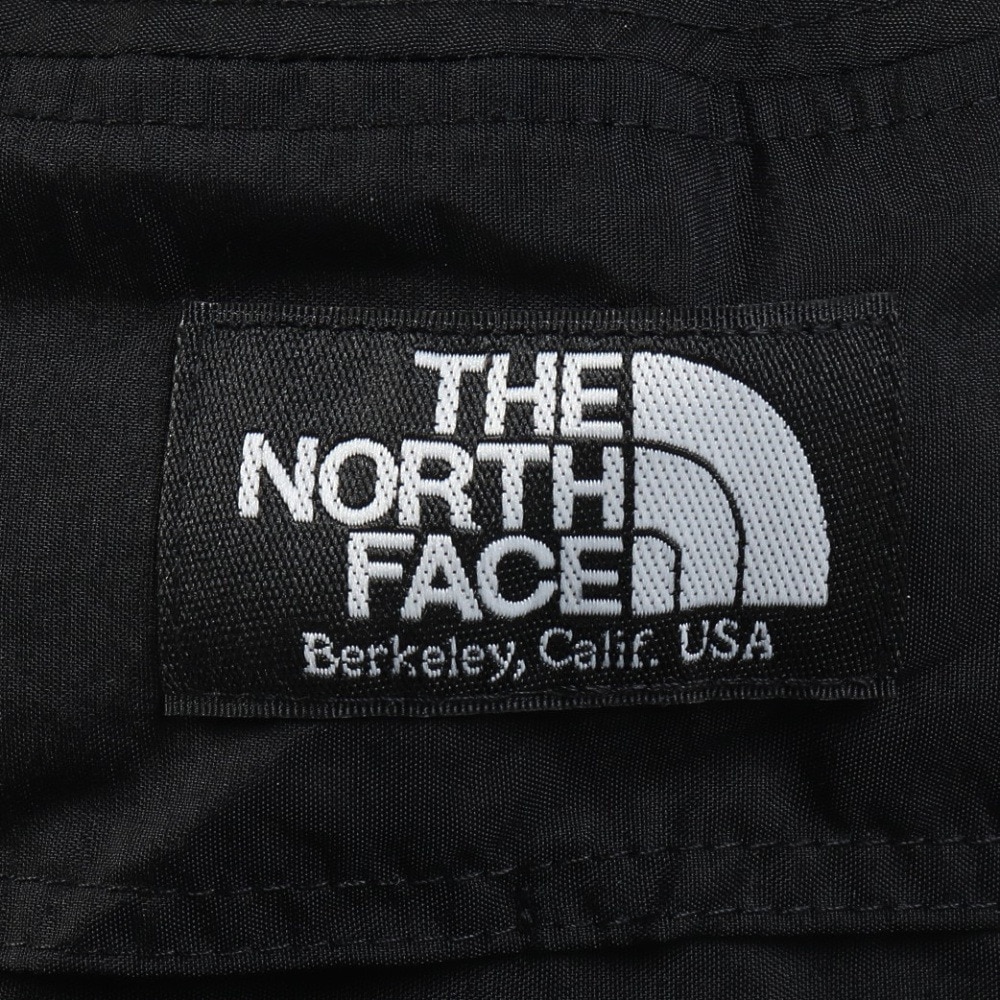 THE
NORTH
FACE
Berkeley, Calif. USA